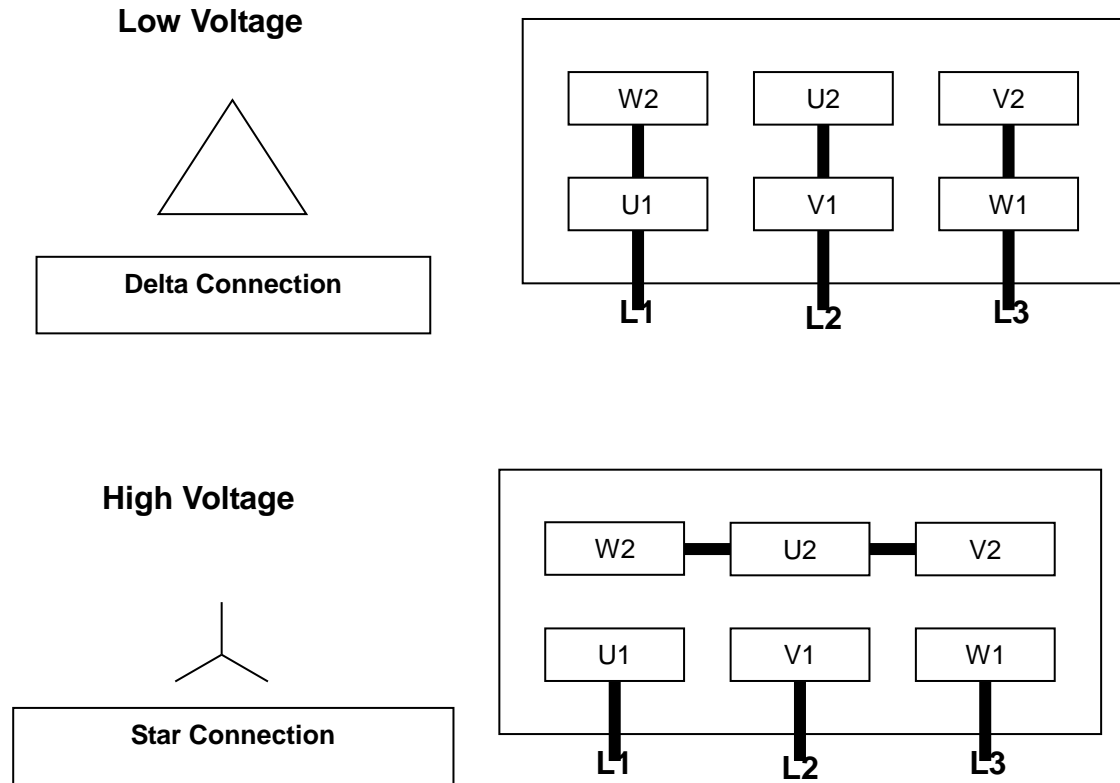 Low Voltage
W2 U2 V2
U1 V1 W1
Delta Connection
L1 L2 L3
High Voltage
W2 U2 V2
U1 V1 W1
Star Connection
L1 L2 L3